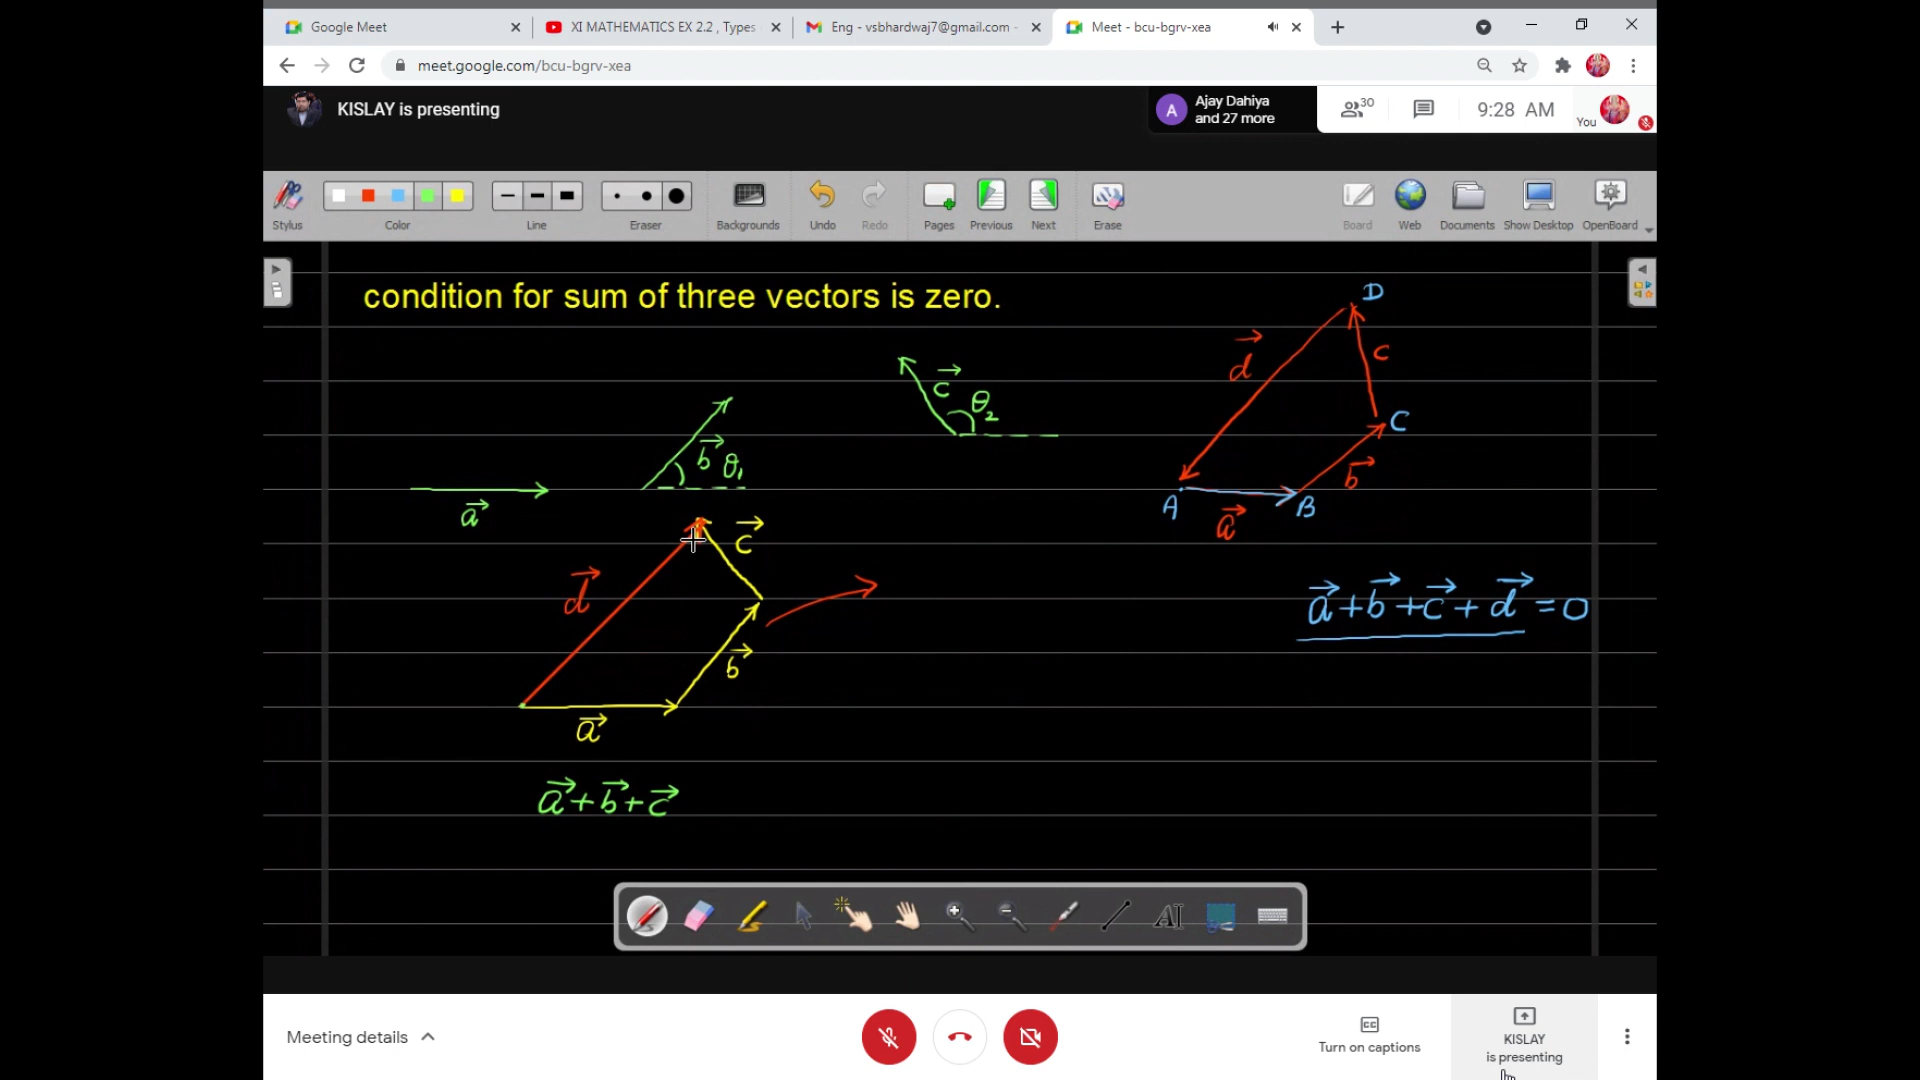 Google Meet
XI MATHEMATICS EX 2.2 , Types
Eng - vsbhardwaj7@gmail.com -
Meet - bcu-bgrv-xea
meet.google.com/bcu-bgrv-xea
KISLAY is presenting
A
Ajay Dahiya
and 27 more
30
9:28 AM
You
Stylus
Color
Line
Eraser
Backgrounds
Undo
Redo
Pages
Previous
Next
Erase
Board
Web
Documents
Show Desktop
OpenBoard
condition for sum of three vectors is zero.
a⃗
b⃗ θ₁
c⃗ θ₂
D
d⃗
c
C
b⃗
A
a⃗
B
c⃗
d⃗
b⃗
a⃗
a⃗+b⃗+c⃗+d⃗=0
a⃗+b⃗+c⃗
AI
Meeting details
CC
Turn on captions
KISLAY
is presenting